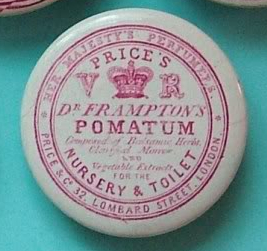 HER MAJESTY'S PERFUMERS
PRICE'S
V R
DR. FRAMPTON'S
POMATUM
Composed of Balsamic Herbs
Clarified Marrow
AND
Vegetable Extracts
FOR THE
NURSERY & TOILET
PRICE & Co. 32, LOMBARD STREET, LONDON.